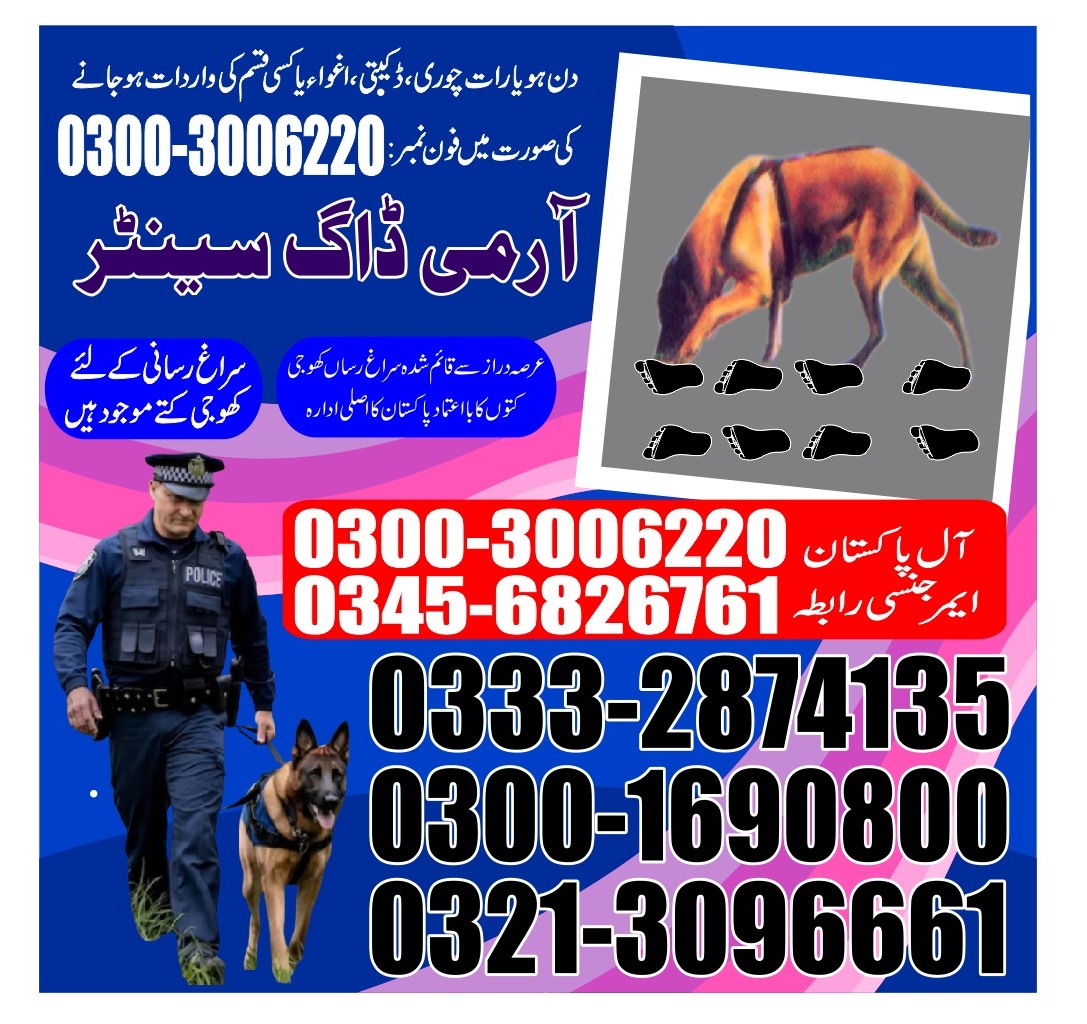 دن ہو یا رات چوری، ڈکیتی، اغواء یا کسی قسم کی واردات ہو جانے
کی صورت میں فون نمبر: 0300-3006220
آرمی ڈاگ سینٹر
عرصہ دراز سے قائم شدہ سراغ رساں کھوجی
کتوں کا بااعتماد پاکستان کا اصلی ادارہ
سراغ رسانی کے لئے
کھوجی کتے موجود ہیں
POLICE
آل پاکستان 0300-3006220
ایمرجنسی رابطہ 0345-6826761
0333-2874135
0300-1690800
0321-3096661